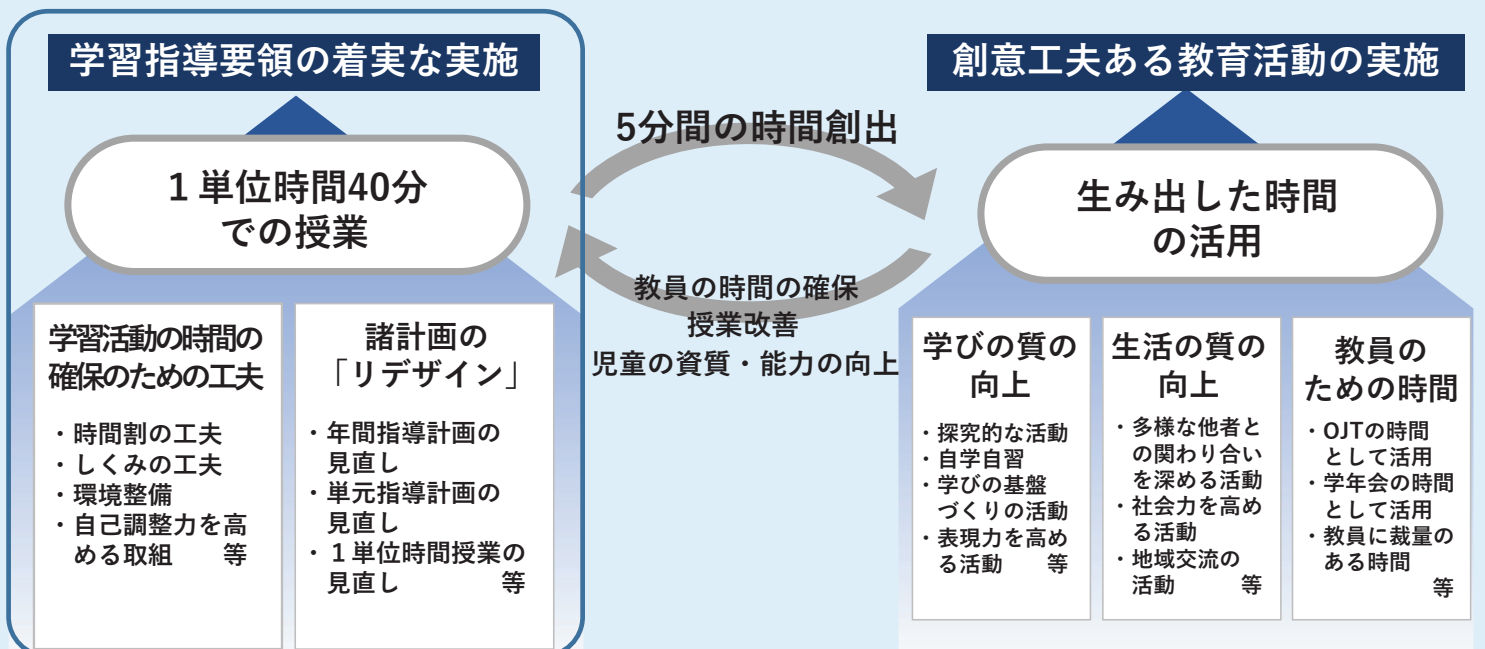 学習指導要領の着実な実施
１単位時間40分
での授業
学習活動の時間の
確保のための工夫
・時間割の工夫
・しくみの工夫
・環境整備
・自己調整力を高
める取組　等
諸計画の
「リデザイン」
・年間指導計画の
見直し
・単元指導計画の
見直し
・１単位時間授業の
見直し　等
5分間の時間創出
教員の時間の確保
授業改善
児童の資質・能力の向上
創意工夫ある教育活動の実施
生み出した時間
の活用
学びの質の
向上
・探究的な活動
・自学自習
・学びの基盤
づくりの活動
・表現力を高め
る活動　等
生活の質の
向上
・多様な他者と
の関わり合い
を深める活動
・社会力を高め
る活動
・地域交流の
活動　等
教員の
ための時間
・OJTの時間
として活用
・学年会の時間
として活用
・教員に裁量の
ある時間
等